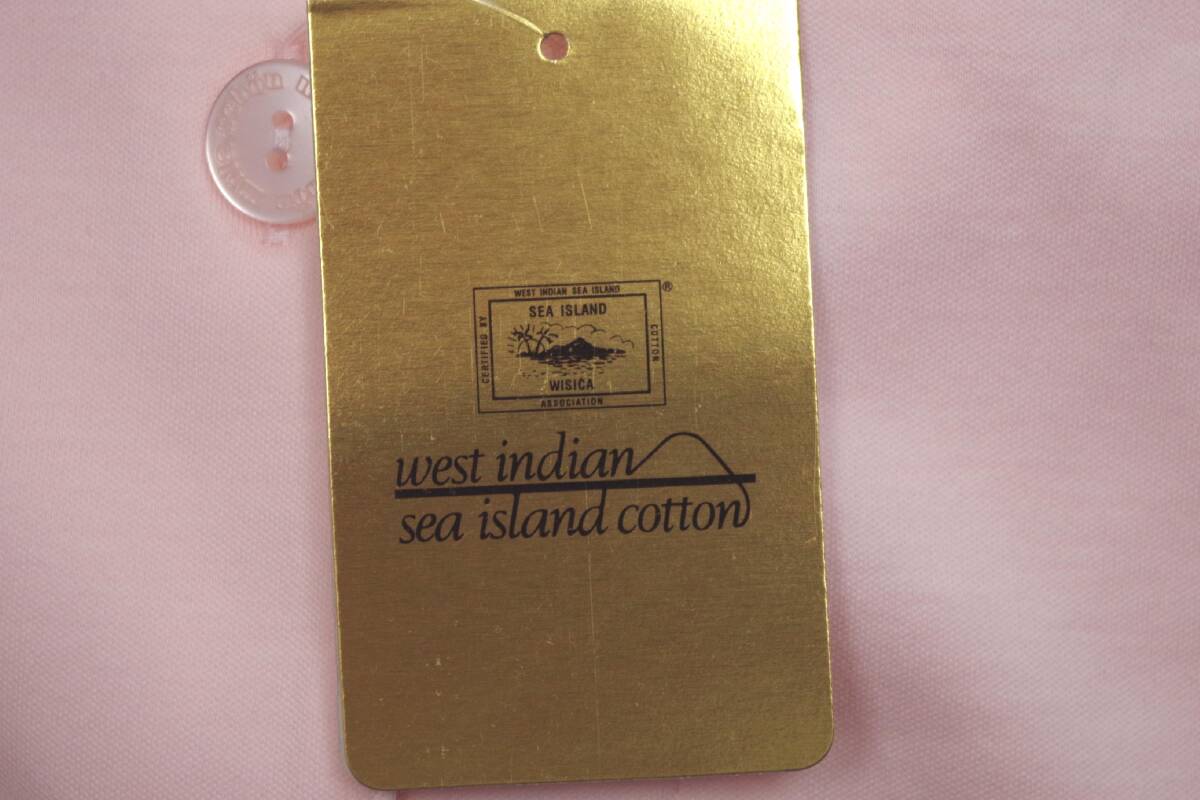 WEST INDIAN SEA ISLAND
®
SEA ISLAND
CERTIFIED BY
COTTON
WISICA
ASSOCIATION
west indian
sea island cotton